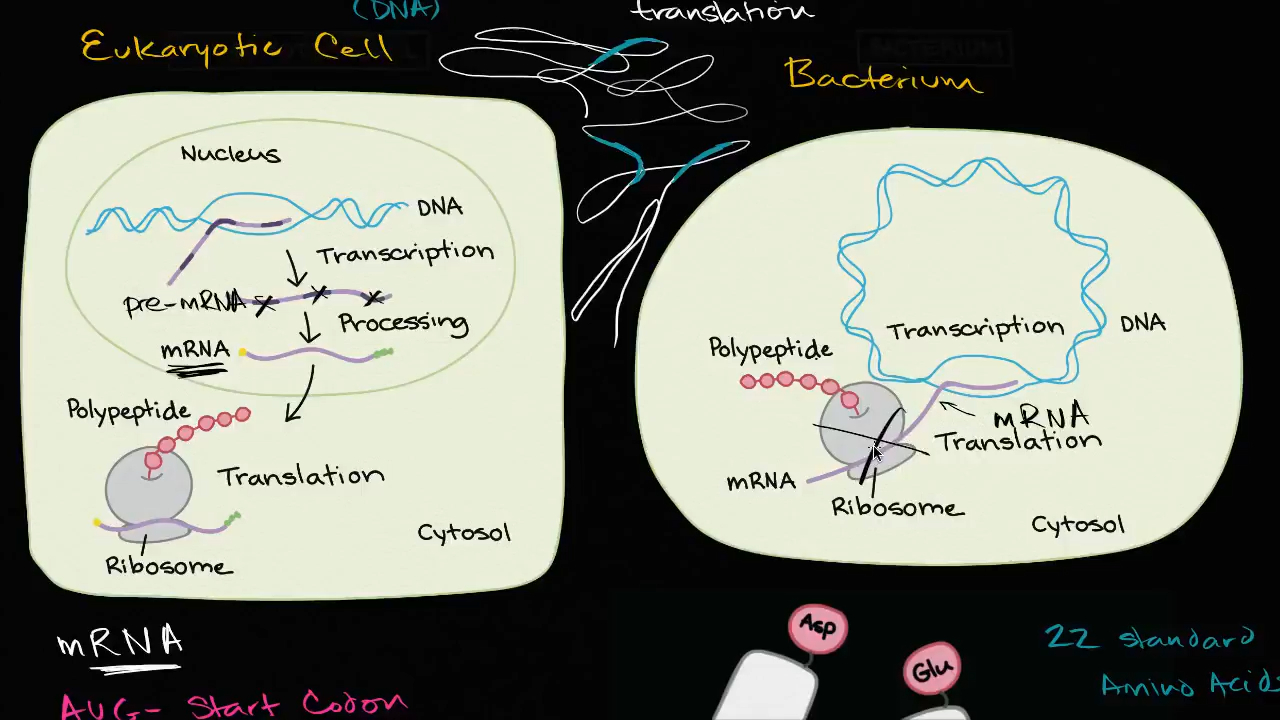 (DNA)
translation
Eukaryotic Cell
Bacterium
Nucleus
DNA
Transcription
pre-mRNA
Processing
mRNA
Polypeptide
Translation
Cytosol
Ribosome
Transcription
DNA
Polypeptide
mRNA
Translation
mRNA
Ribosome
Cytosol
mRNA
AUG- Start Codon
Asp
Glu
22 standard
Amino Acids